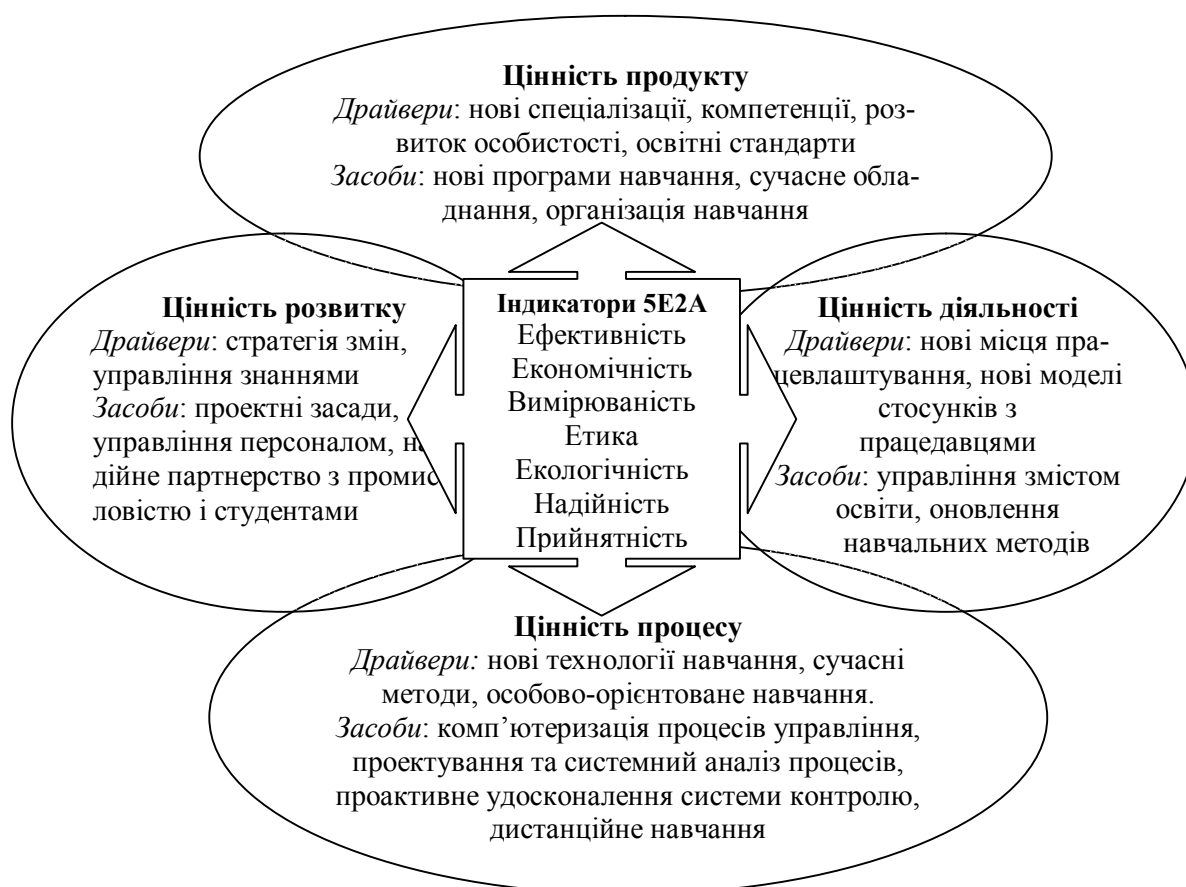 Цінність продукту
Драйвери: нові спеціалізації, компетенції, роз-
виток особистості, освітні стандарти
Засоби: нові програми навчання, сучасне обла-
днання, організація навчання
Цінність розвитку
Драйвери: стратегія змін,
управління знаннями
Засоби: проектні засади,
управління персоналом, на
дійне партнерство з промис
ловістю і студентами
Індикатори 5Е2А
Ефективність
Економічність
Вимірюваність
Етика
Екологічність
Надійність
Прийнятність
Цінність діяльності
Драйвери: нові місця пра-
цевлаштування, нові моделі
стосунків з
працедавцями
Засоби: управління змістом
освіти, оновлення
навчальних методів
Цінність процесу
Драйвери: нові технології навчання, сучасні
методи, особово-орієнтоване навчання.
Засоби: комп’ютеризація процесів управління,
проектування та системний аналіз процесів,
проактивне удосконалення системи контролю,
дистанційне навчання